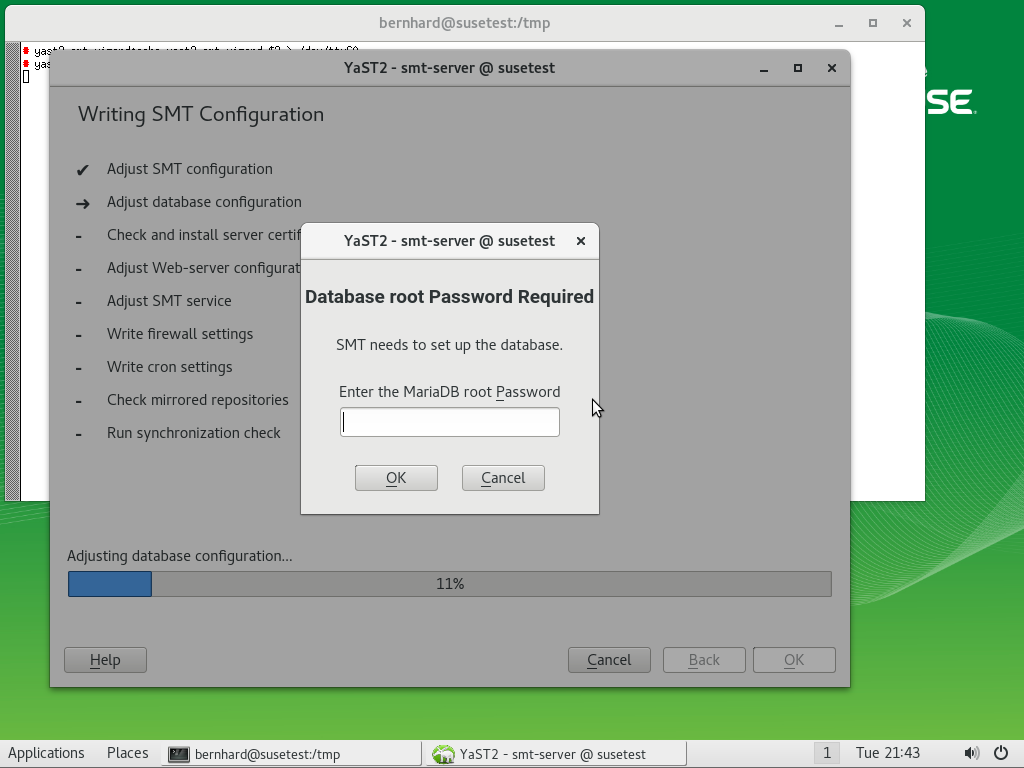 bernhard@susetest:/tmp
YaST2 - smt-server @ susetest
SE
Writing SMT Configuration
✔ Adjust SMT configuration
➔ Adjust database configuration
- Check and install server certif
- Adjust Web-server configurat
- Adjust SMT service
- Write firewall settings
- Write cron settings
- Check mirrored repositories
- Run synchronization check
YaST2 - smt-server @ susetest
Database root Password Required
SMT needs to set up the database.
Enter the MariaDB root Password
OK Cancel
Adjusting database configuration...
11%
Help Cancel Back OK
Applications Places bernhard@susetest:/tmp YaST2 - smt-server @ susetest 1 Tue 21:43